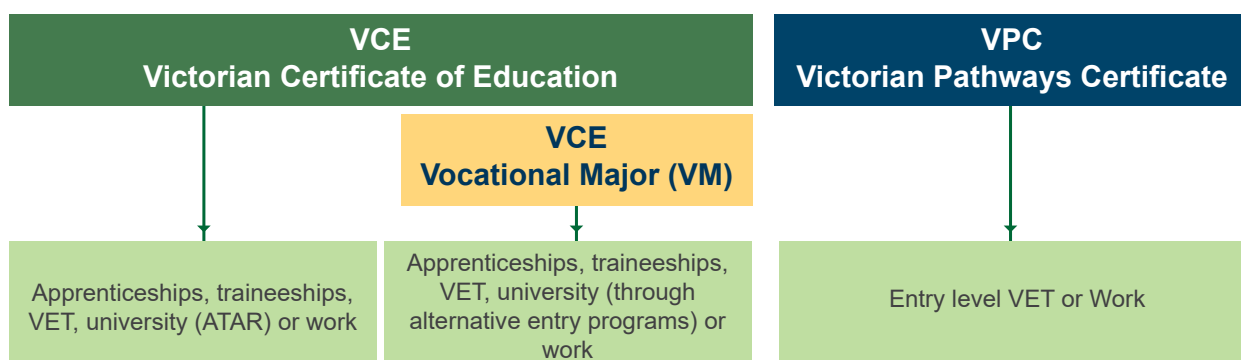 VCE
Victorian Certificate of Education
VPC
Victorian Pathways Certificate
VCE
Vocational Major (VM)
Apprenticeships, traineeships,
VET, university (ATAR) or work
Apprenticeships, traineeships,
VET, university (through
alternative entry programs) or
work
Entry level VET or Work